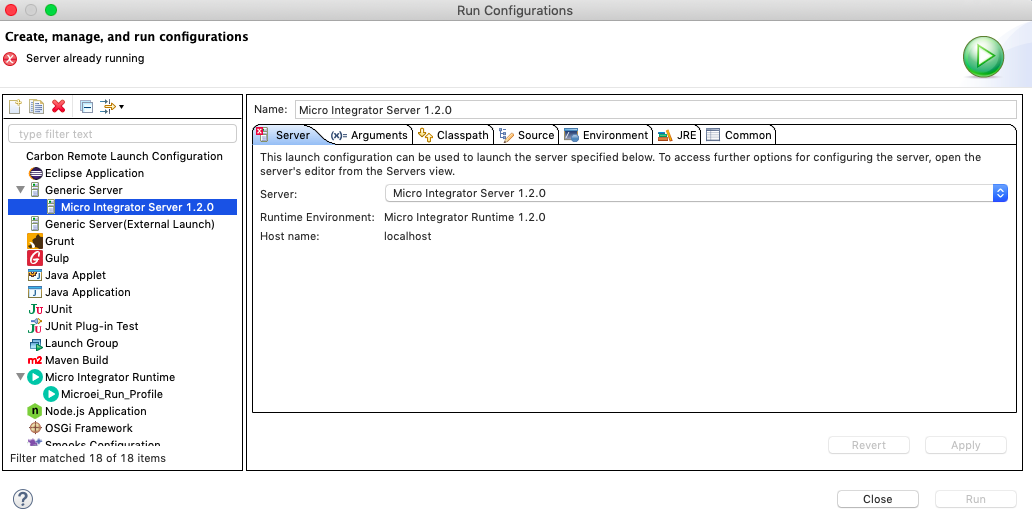 Run Configurations
Create, manage, and run configurations
Server already running
type filter text
Carbon Remote Launch Configuration
Eclipse Application
Generic Server
Micro Integrator Server 1.2.0
Generic Server(External Launch)
Grunt
Gulp
Java Applet
Java Application
JUnit
JUnit Plug-in Test
Launch Group
Maven Build
Micro Integrator Runtime
Microei_Run_Profile
Node.js Application
OSGi Framework
Smooks Configuration
Filter matched 18 of 18 items
Name: Micro Integrator Server 1.2.0
Server (x)= Arguments Classpath Source Environment JRE Common
This launch configuration can be used to launch the server specified below. To access further options for configuring the server, open the
server's editor from the Servers view.
Server: Micro Integrator Server 1.2.0
Runtime Environment: Micro Integrator Runtime 1.2.0
Host name: localhost
Revert Apply
? Close Run